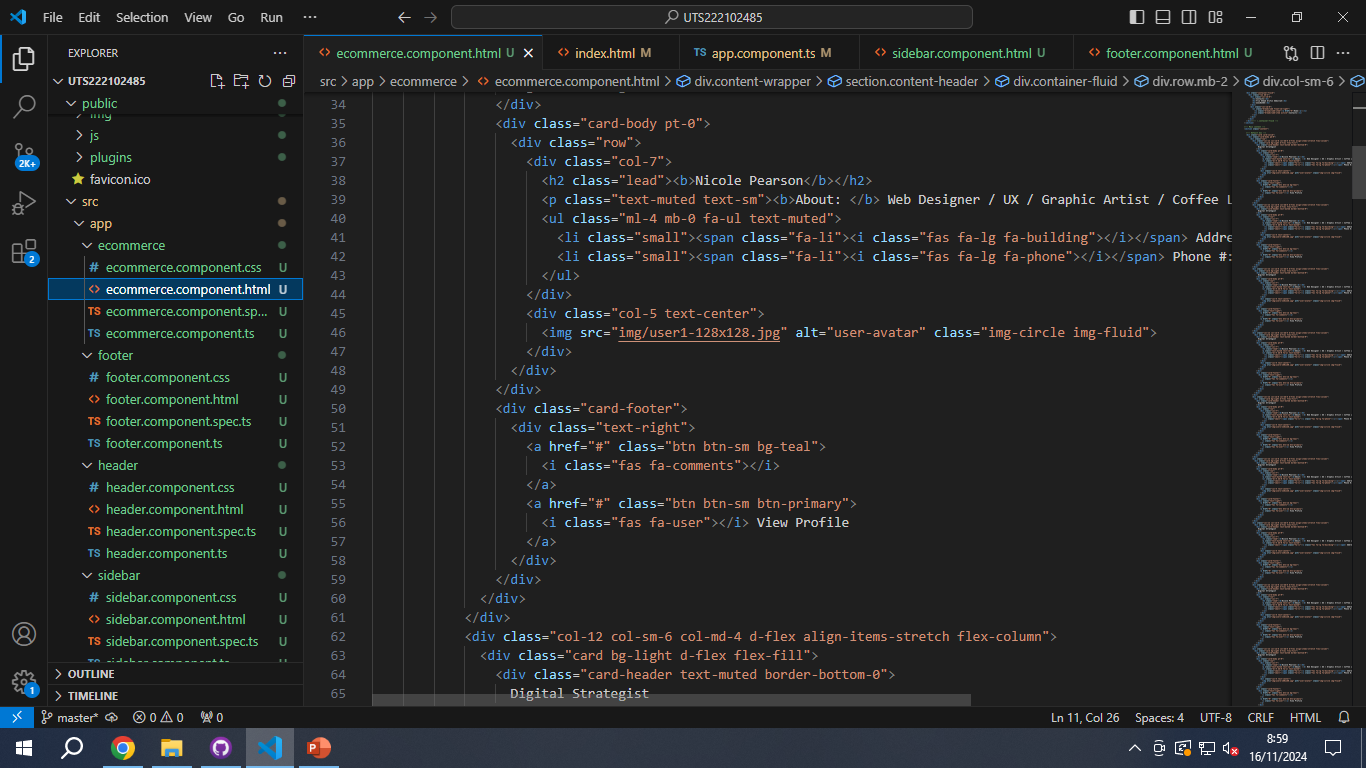 File Edit Selection View Go Run ···
UTS222102485
EXPLORER
UTS222102485
public
img
js
plugins
favicon.ico
src
app
ecommerce
# ecommerce.component.css U
<> ecommerce.component.html U
TS ecommerce.component.sp... U
TS ecommerce.component.ts U
footer
# footer.component.css U
<> footer.component.html U
TS footer.component.spec.ts U
TS footer.component.ts U
header
# header.component.css U
<> header.component.html U
TS header.component.spec.ts U
TS header.component.ts U
sidebar
# sidebar.component.css U
<> sidebar.component.html U
TS sidebar.component.spec.ts U
TS sidebar.component.ts U
OUTLINE
TIMELINE
2K+
2
1
<> ecommerce.component.html U
<> index.html M
TS app.component.ts M
<> sidebar.component.html U
<> footer.component.html U
src > app > ecommerce > <> ecommerce.component.html > div.content-wrapper > section.content-header > div.container-fluid > div.row.mb-2 > div.col-sm-6 >
34 </div>
35 <div class="card-body pt-0">
36 <div class="row">
37 <div class="col-7">
38 <h2 class="lead"><b>Nicole Pearson</b></h2>
39 <p class="text-muted text-sm"><b>About: </b> Web Designer / UX / Graphic Artist / Coffee L
40 <ul class="ml-4 mb-0 fa-ul text-muted">
41 <li class="small"><span class="fa-li"><i class="fas fa-lg fa-building"></i></span> Addre
42 <li class="small"><span class="fa-li"><i class="fas fa-lg fa-phone"></i></span> Phone #:
43 </ul>
44 </div>
45 <div class="col-5 text-center">
46 <img src="img/user1-128x128.jpg" alt="user-avatar" class="img-circle img-fluid">
47 </div>
48 </div>
49 </div>
50 <div class="card-footer">
51 <div class="text-right">
52 <a href="#" class="btn btn-sm bg-teal">
53 <i class="fas fa-comments"></i>
54 </a>
55 <a href="#" class="btn btn-sm btn-primary">
56 <i class="fas fa-user"></i> View Profile
57 </a>
58 </div>
59 </div>
60 </div>
61 </div>
62 <div class="col-12 col-sm-6 col-md-4 d-flex align-items-stretch flex-column">
63 <div class="card bg-light d-flex flex-fill">
64 <div class="card-header text-muted border-bottom-0">
65 Digital Strategist
master* 0 0 0
Ln 11, Col 26 Spaces: 4 UTF-8 CRLF HTML
8:59
16/11/2024